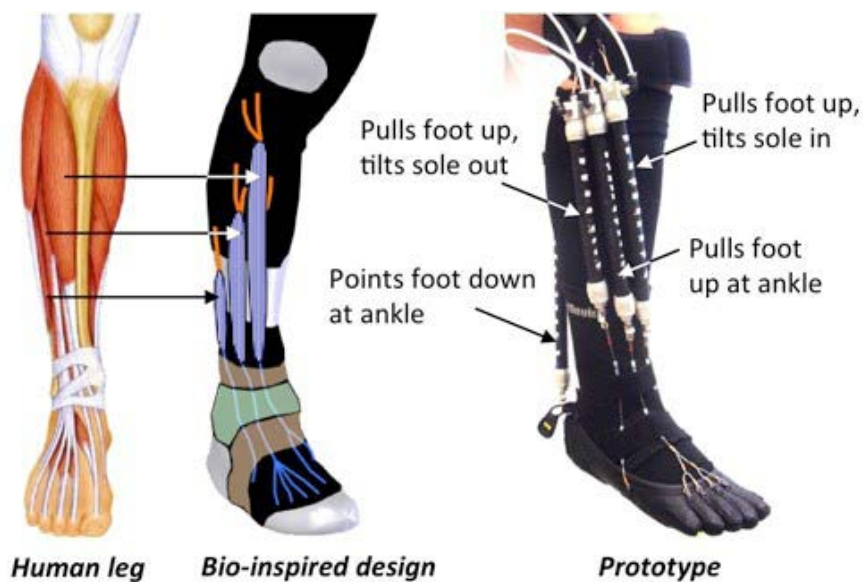 Pulls foot up,
tilts sole out
Pulls foot up,
tilts sole in
Points foot down
at ankle
Pulls foot
up at ankle
Human leg
Bio-inspired design
Prototype